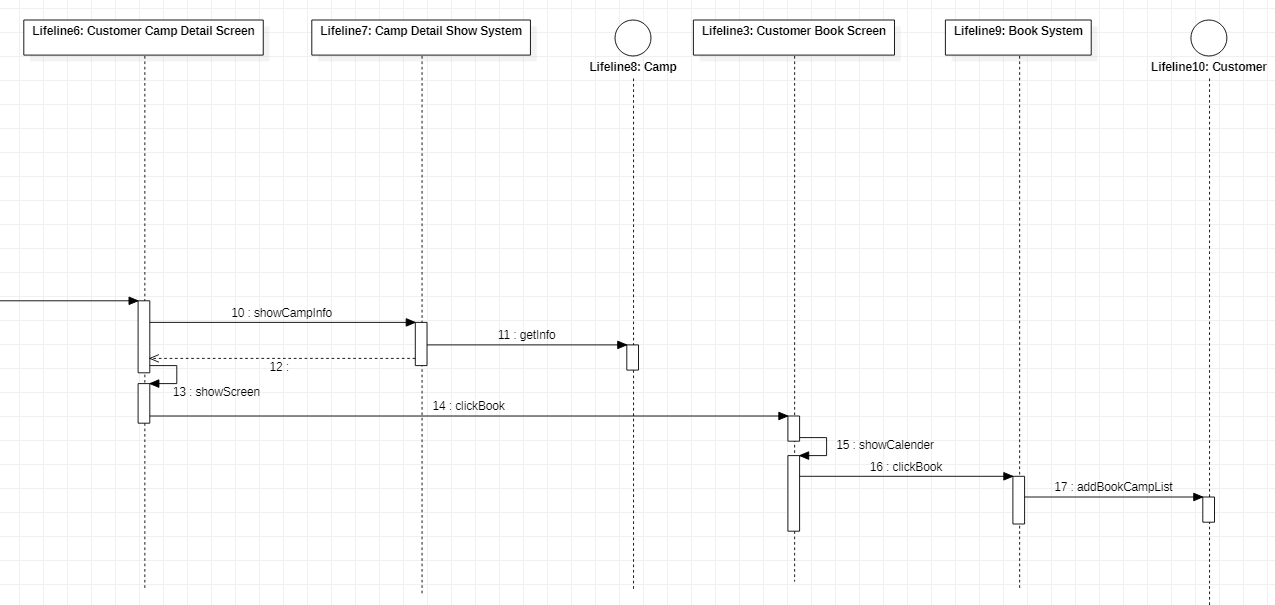 Lifeline6: Customer Camp Detail Screen
Lifeline7: Camp Detail Show System
Lifeline8: Camp
Lifeline3: Customer Book Screen
Lifeline9: Book System
Lifeline10: Customer
10 : showCampInfo
11 : getInfo
12 :
13 : showScreen
14 : clickBook
15 : showCalender
16 : clickBook
17 : addBookCampList